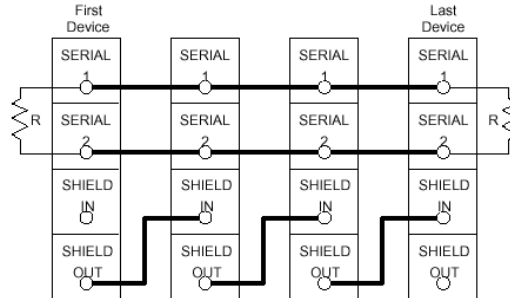 First
Device
Last
Device
SERIAL
1
SERIAL
1
SERIAL
1
SERIAL
1
R
SERIAL
2
SERIAL
2
SERIAL
2
SERIAL
2
R
SHIELD
IN
SHIELD
IN
SHIELD
IN
SHIELD
IN
SHIELD
OUT
SHIELD
OUT
SHIELD
OUT
SHIELD
OUT